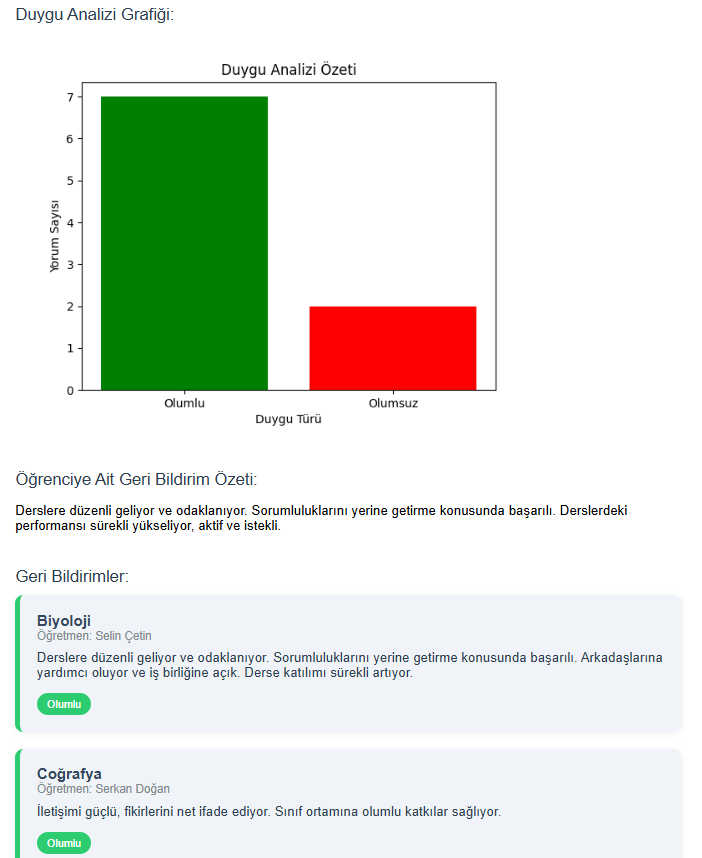 Duygu Analizi Grafiği:
Duygu Analizi Özeti
Yorum Sayısı
7
6
5
4
3
2
1
0
Olumlu
Olumsuz
Duygu Türü
Öğrenciye Ait Geri Bildirim Özeti:
Derslere düzenli geliyor ve odaklanıyor. Sorumluluklarını yerine getirme konusunda başarılı. Derslerdeki
performansı sürekli yükseliyor, aktif ve istekli.
Geri Bildirimler:
Biyoloji
Öğretmen: Selin Çetin
Derslere düzenli geliyor ve odaklanıyor. Sorumluluklarını yerine getirme konusunda başarılı. Arkadaşlarına
yardımcı oluyor ve iş birliğine açık. Derse katılımı sürekli artıyor.
Olumlu
Coğrafya
Öğretmen: Serkan Doğan
İletişimi güçlü, fikirlerini net ifade ediyor. Sınıf ortamına olumlu katkılar sağlıyor.
Olumlu